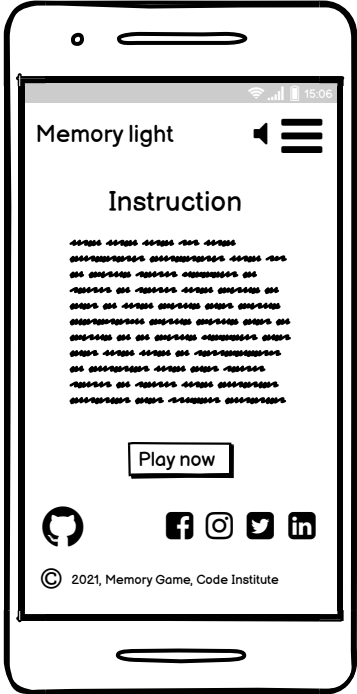 15:06
Memory light
Instruction
Play now
© 2021, Memory Game, Code Institute